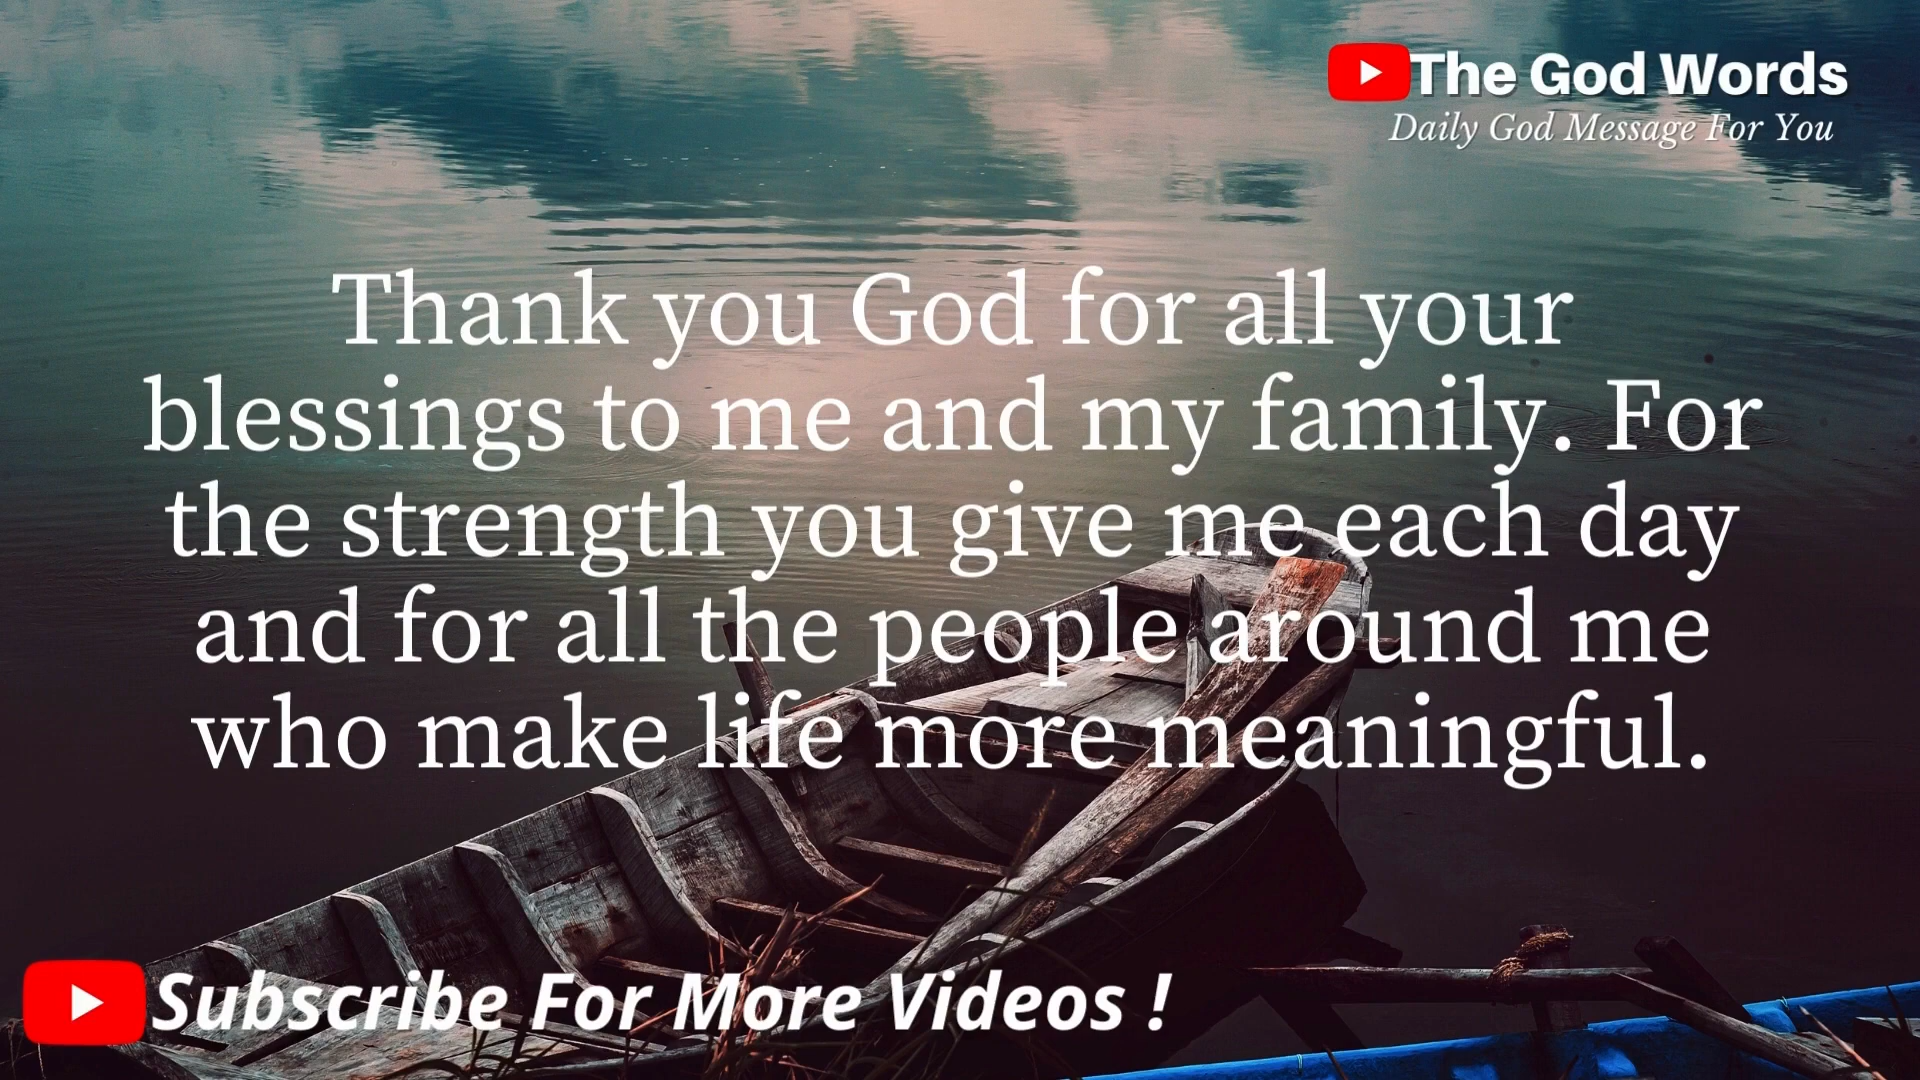 The God Words
Daily God Message For You
Thank you God for all your
blessings to me and my family. For
the strength you give me each day
and for all the people around me
who make life more meaningful.
Subscribe For More Videos !